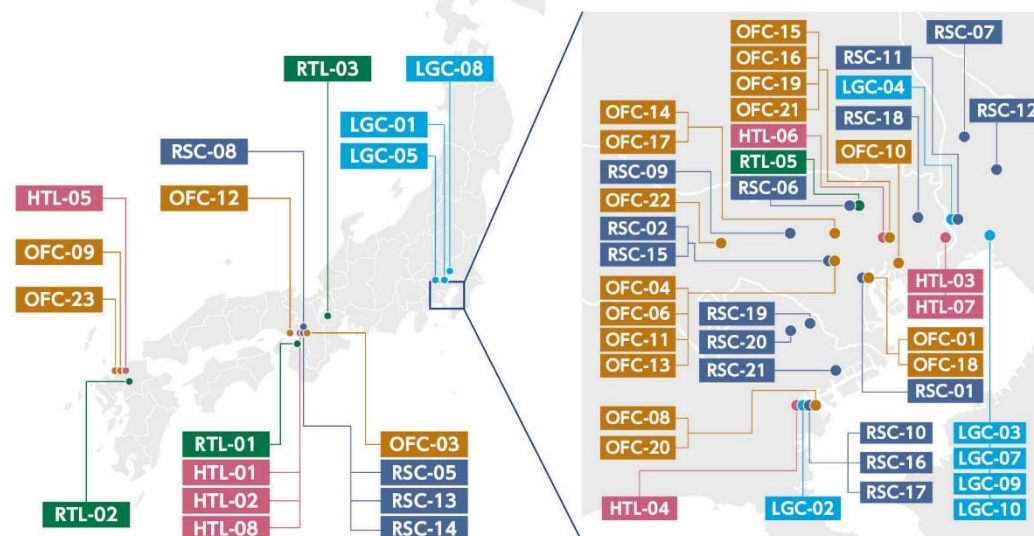 RTL-03
LGC-08
LGC-01
LGC-05
RSC-08
HTL-05
OFC-12
OFC-09
OFC-23
RTL-01
OFC-03
HTL-01
RSC-05
HTL-02
RSC-13
RTL-02
HTL-08
RSC-14
OFC-15
RSC-07
OFC-16
RSC-11
OFC-19
LGC-04
OFC-14
OFC-21
RSC-18
RSC-12
OFC-17
HTL-06
OFC-10
RSC-09
RTL-05
OFC-22
RSC-06
RSC-02
RSC-15
HTL-03
OFC-04
HTL-07
OFC-06
RSC-19
OFC-11
RSC-20
OFC-01
OFC-13
RSC-21
OFC-18
RSC-01
OFC-08
RSC-10
LGC-03
OFC-20
RSC-16
LGC-07
RSC-17
LGC-09
HTL-04
LGC-02
LGC-10